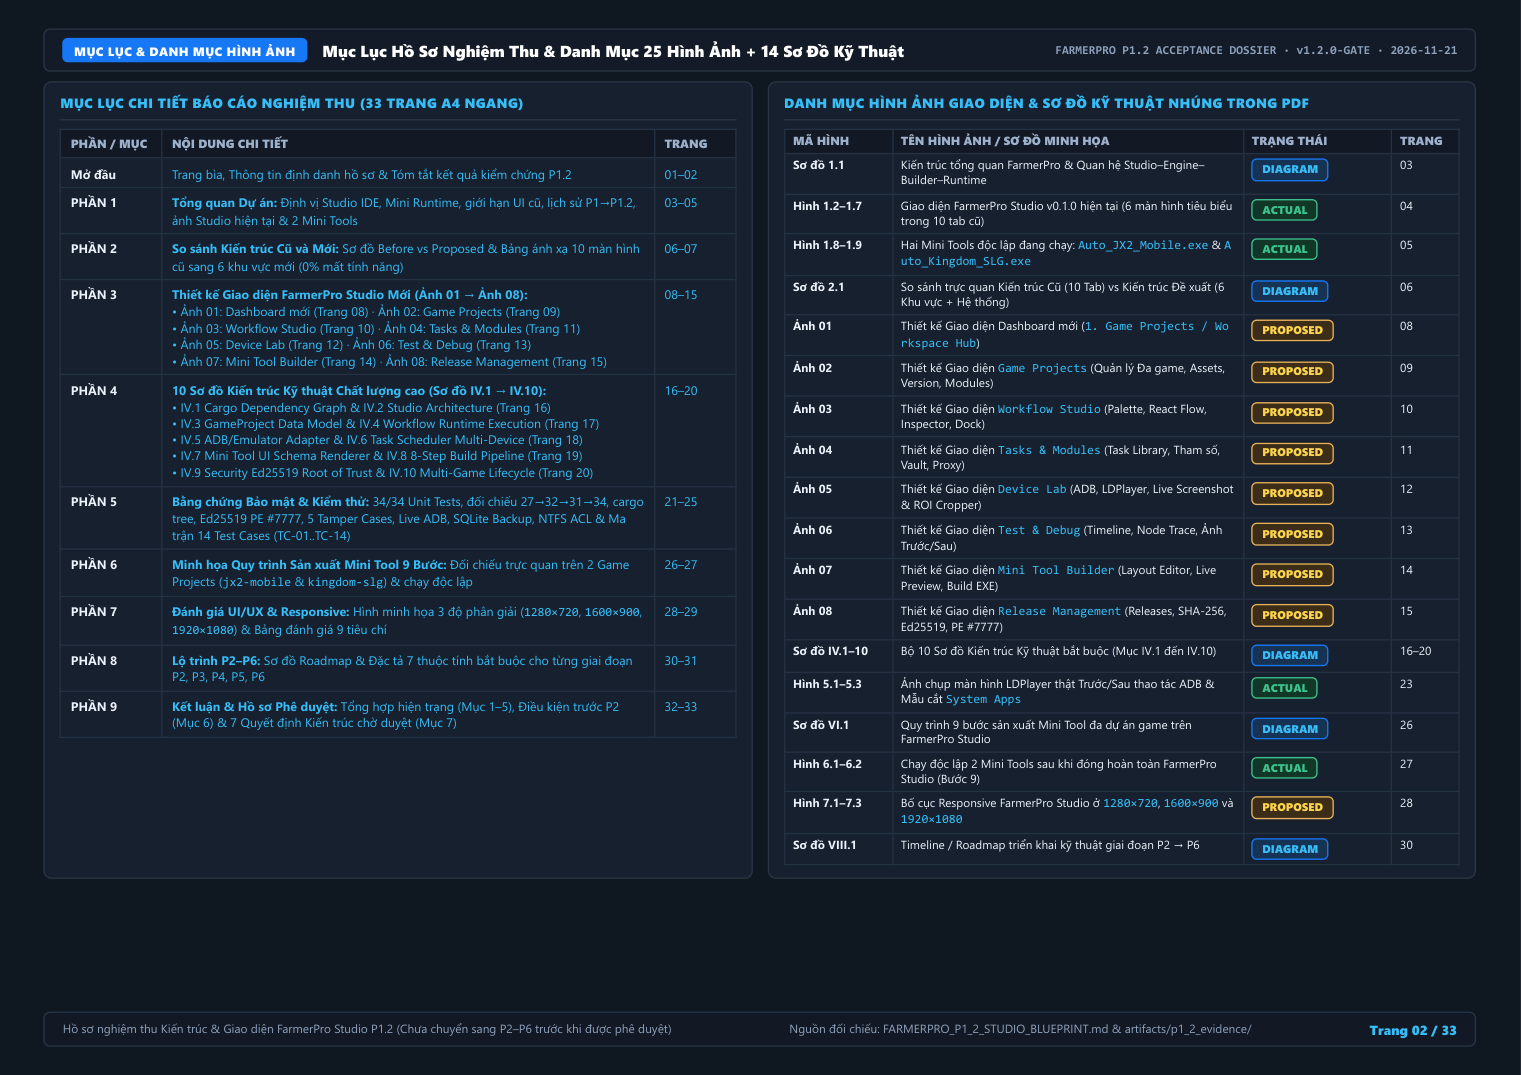 MỤC LỤC & DANH MỤC HÌNH ẢNH
Mục Lục Hồ Sơ Nghiệm Thu & Danh Mục 25 Hình Ảnh + 14 Sơ Đồ Kỹ Thuật
FARMERPRO P1.2 ACCEPTANCE DOSSIER · v1.2.0-GATE · 2026-11-21
MỤC LỤC CHI TIẾT BÁO CÁO NGHIỆM THU (33 TRANG A4 NGANG)
PHẦN / MỤC NỘI DUNG CHI TIẾT TRANG
Mở đầu Trang bìa, Thông tin định danh hồ sơ & Tóm tắt kết quả kiểm chứng P1.2 01–02
PHẦN 1 Tổng quan Dự án: Định vị Studio IDE, Mini Runtime, giới hạn UI cũ, lịch sử P1→P1.2, 03–05
ảnh Studio hiện tại & 2 Mini Tools
PHẦN 2 So sánh Kiến trúc Cũ và Mới: Sơ đồ Before vs Proposed & Bảng ánh xạ 10 màn hình 06–07
cũ sang 6 khu vực mới (0% mất tính năng)
PHẦN 3 Thiết kế Giao diện FarmerPro Studio Mới (Ảnh 01 → Ảnh 08): 08–15
• Ảnh 01: Dashboard mới (Trang 08) · Ảnh 02: Game Projects (Trang 09)
• Ảnh 03: Workflow Studio (Trang 10) · Ảnh 04: Tasks & Modules (Trang 11)
• Ảnh 05: Device Lab (Trang 12) · Ảnh 06: Test & Debug (Trang 13)
• Ảnh 07: Mini Tool Builder (Trang 14) · Ảnh 08: Release Management (Trang 15)
PHẦN 4 10 Sơ đồ Kiến trúc Kỹ thuật Chất lượng cao (Sơ đồ IV.1 → IV.10): 16–20
• IV.1 Cargo Dependency Graph & IV.2 Studio Architecture (Trang 16)
• IV.3 GameProject Data Model & IV.4 Workflow Runtime Execution (Trang 17)
• IV.5 ADB/Emulator Adapter & IV.6 Task Scheduler Multi-Device (Trang 18)
• IV.7 Mini Tool UI Schema Renderer & IV.8 8-Step Build Pipeline (Trang 19)
• IV.9 Security Ed25519 Root of Trust & IV.10 Multi-Game Lifecycle (Trang 20)
PHẦN 5 Bằng chứng Bảo mật & Kiểm thử: 34/34 Unit Tests, đối chiếu 27→32→31→34, cargo 21–25
tree, Ed25519 PE #7777, 5 Tamper Cases, Live ADB, SQLite Backup, NTFS ACL & Ma
trận 14 Test Cases (TC-01..TC-14)
PHẦN 6 Minh họa Quy trình Sản xuất Mini Tool 9 Bước: Đối chiếu trực quan trên 2 Game 26–27
Projects (jx2-mobile & kingdom-slg) & chạy độc lập
PHẦN 7 Đánh giá UI/UX & Responsive: Hình minh họa 3 độ phân giải (1280×720, 1600×900, 28–29
1920×1080) & Bảng đánh giá 9 tiêu chí
PHẦN 8 Lộ trình P2–P6: Sơ đồ Roadmap & Đặc tả 7 thuộc tính bắt buộc cho từng giai đoạn 30–31
P2, P3, P4, P5, P6
PHẦN 9 Kết luận & Hồ sơ Phê duyệt: Tổng hợp hiện trạng (Mục 1–5), Điều kiện trước P2 32–33
(Mục 6) & 7 Quyết định Kiến trúc chờ duyệt (Mục 7)
DANH MỤC HÌNH ẢNH GIAO DIỆN & SƠ ĐỒ KỸ THUẬT NHÚNG TRONG PDF
MÃ HÌNH TÊN HÌNH ẢNH / SƠ ĐỒ MINH HỌA TRẠNG THÁI TRANG
Sơ đồ 1.1 Kiến trúc tổng quan FarmerPro & Quan hệ Studio–Engine– DIAGRAM 03
Builder–Runtime
Hình 1.2–1.7 Giao diện FarmerPro Studio v0.1.0 hiện tại (6 màn hình tiêu biểu ACTUAL 04
trong 10 tab cũ)
Hình 1.8–1.9 Hai Mini Tools độc lập đang chạy: Auto_JX2_Mobile.exe & A ACTUAL 05
uto_Kingdom_SLG.exe
Sơ đồ 2.1 So sánh trực quan Kiến trúc Cũ (10 Tab) vs Kiến trúc Đề xuất (6 DIAGRAM 06
Khu vực + Hệ thống)
Ảnh 01 Thiết kế Giao diện Dashboard mới (1. Game Projects / Wo PROPOSED 08
rkspace Hub)
Ảnh 02 Thiết kế Giao diện Game Projects (Quản lý Đa game, Assets, PROPOSED 09
Version, Modules)
Ảnh 03 Thiết kế Giao diện Workflow Studio (Palette, React Flow, PROPOSED 10
Inspector, Dock)
Ảnh 04 Thiết kế Giao diện Tasks & Modules (Task Library, Tham số, PROPOSED 11
Vault, Proxy)
Ảnh 05 Thiết kế Giao diện Device Lab (ADB, LDPlayer, Live Screenshot PROPOSED 12
& ROI Cropper)
Ảnh 06 Thiết kế Giao diện Test & Debug (Timeline, Node Trace, Ảnh PROPOSED 13
Trước/Sau)
Ảnh 07 Thiết kế Giao diện Mini Tool Builder (Layout Editor, Live PROPOSED 14
Preview, Build EXE)
Ảnh 08 Thiết kế Giao diện Release Management (Releases, SHA-256, PROPOSED 15
Ed25519, PE #7777)
Sơ đồ IV.1–10 Bộ 10 Sơ đồ Kiến trúc Kỹ thuật bắt buộc (Mục IV.1 đến IV.10) DIAGRAM 16–20
Hình 5.1–5.3 Ảnh chụp màn hình LDPlayer thật Trước/Sau thao tác ADB & ACTUAL 23
Mẫu cắt System Apps
Sơ đồ VI.1 Quy trình 9 bước sản xuất Mini Tool đa dự án game trên DIAGRAM 26
FarmerPro Studio
Hình 6.1–6.2 Chạy độc lập 2 Mini Tools sau khi đóng hoàn toàn FarmerPro ACTUAL 27
Studio (Bước 9)
Hình 7.1–7.3 Bố cục Responsive FarmerPro Studio ở 1280×720, 1600×900 và PROPOSED 28
1920×1080
Sơ đồ VIII.1 Timeline / Roadmap triển khai kỹ thuật giai đoạn P2 → P6 DIAGRAM 30
Hồ sơ nghiệm thu Kiến trúc & Giao diện FarmerPro Studio P1.2 (Chưa chuyển sang P2–P6 trước khi được phê duyệt)
Nguồn đối chiếu: FARMERPRO_P1_2_STUDIO_BLUEPRINT.md & artifacts/p1_2_evidence/
Trang 02 / 33